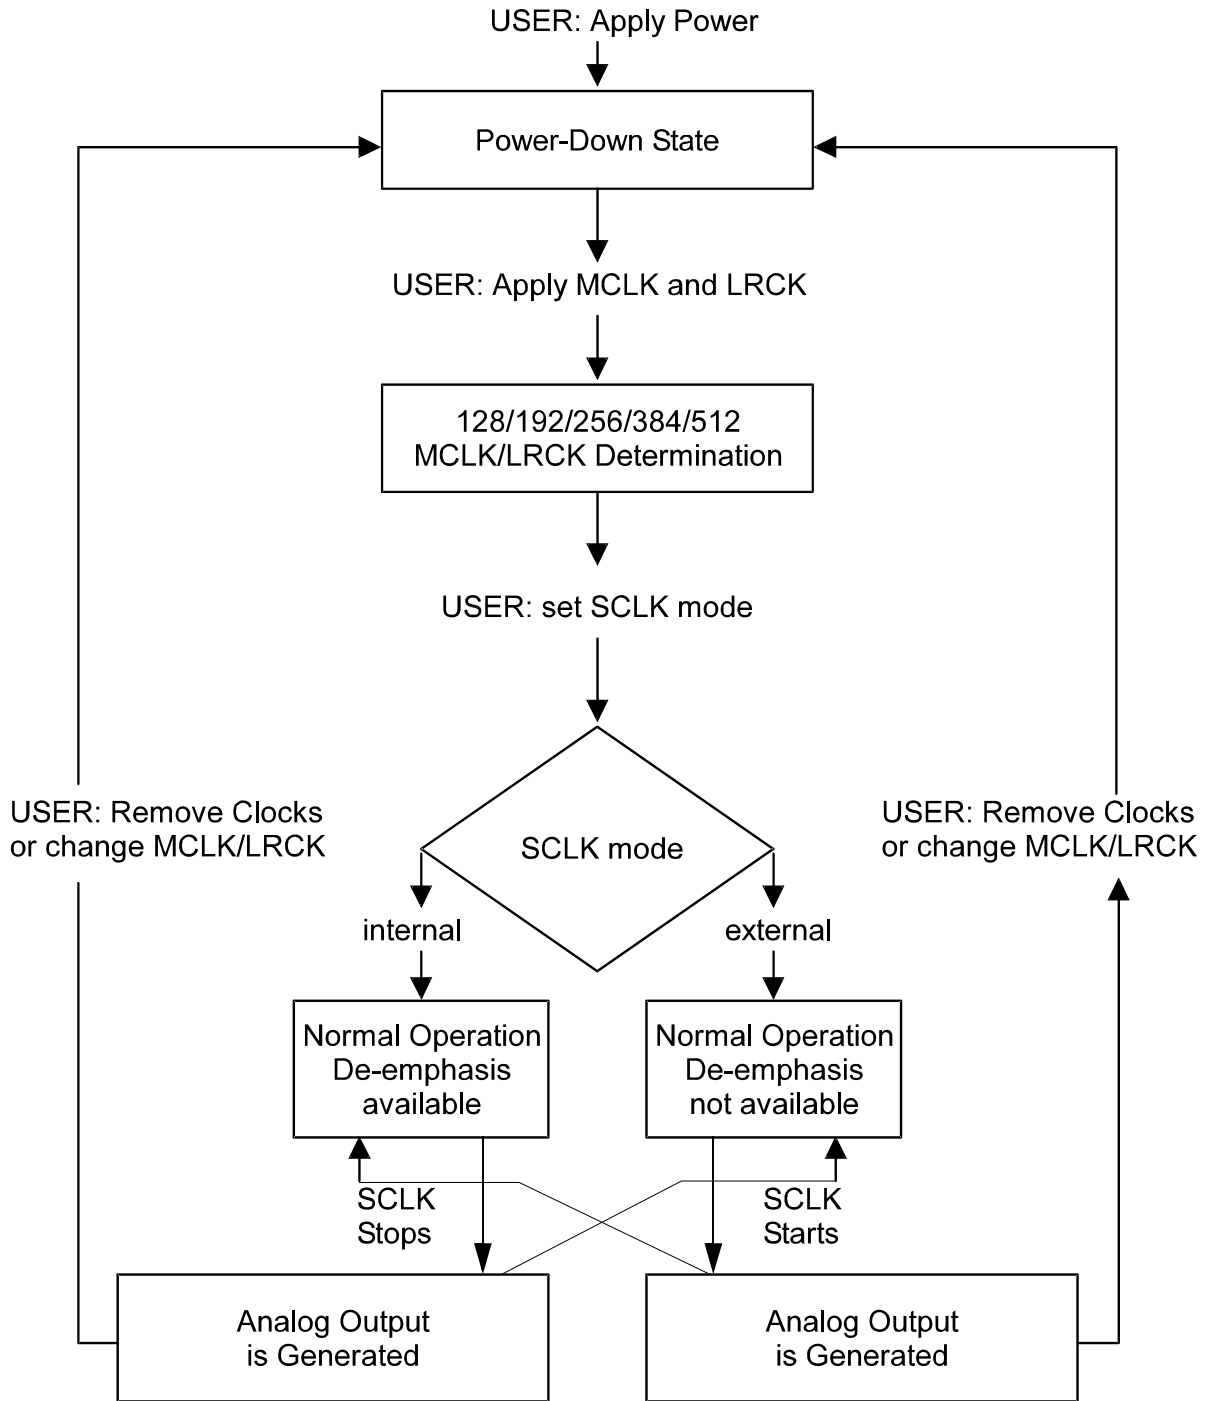 USER: Apply Power
Power-Down State
USER: Apply MCLK and LRCK
128/192/256/384/512
MCLK/LRCK Determination
USER: set SCLK mode
USER: Remove Clocks
or change MCLK/LRCK
SCLK mode
USER: Remove Clocks
or change MCLK/LRCK
internal
external
Normal Operation
De-emphasis
available
Normal Operation
De-emphasis
not available
SCLK
Stops
SCLK
Starts
Analog Output
is Generated
Analog Output
is Generated